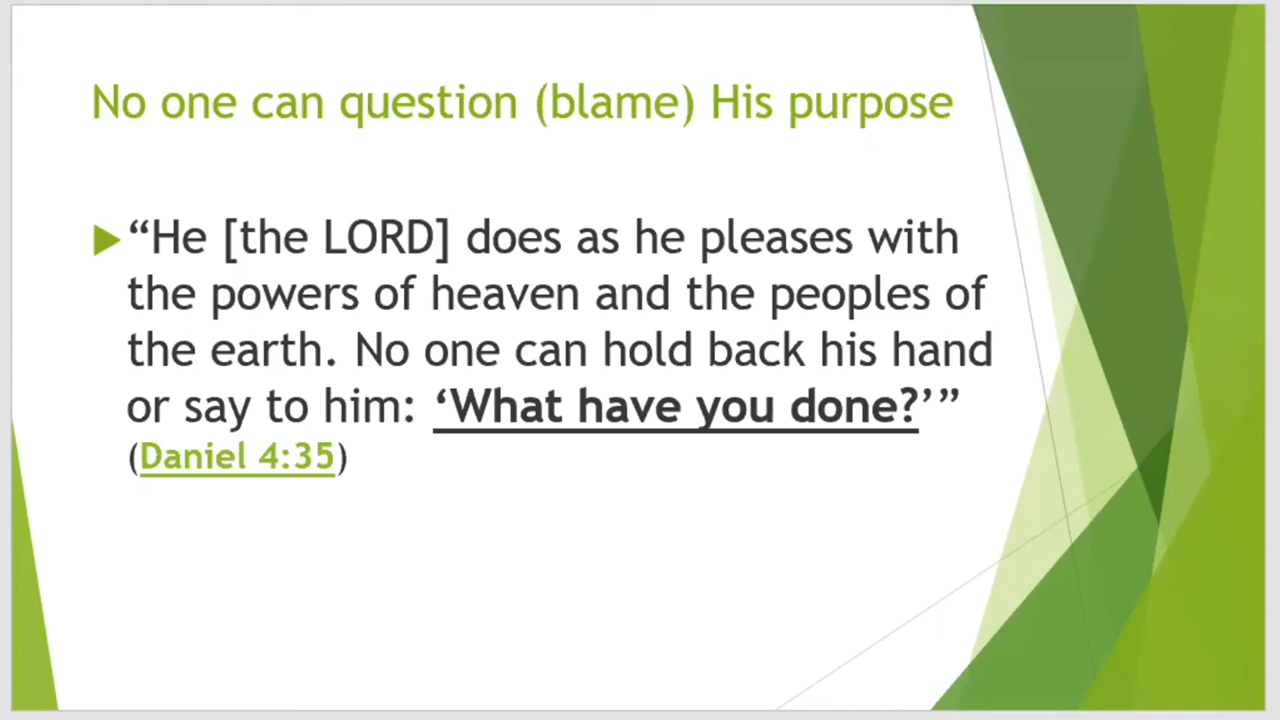 No one can question (blame) His purpose
“He [the LORD] does as he pleases with
the powers of heaven and the peoples of
the earth. No one can hold back his hand
or say to him: ‘What have you done?’”
(Daniel 4:35)